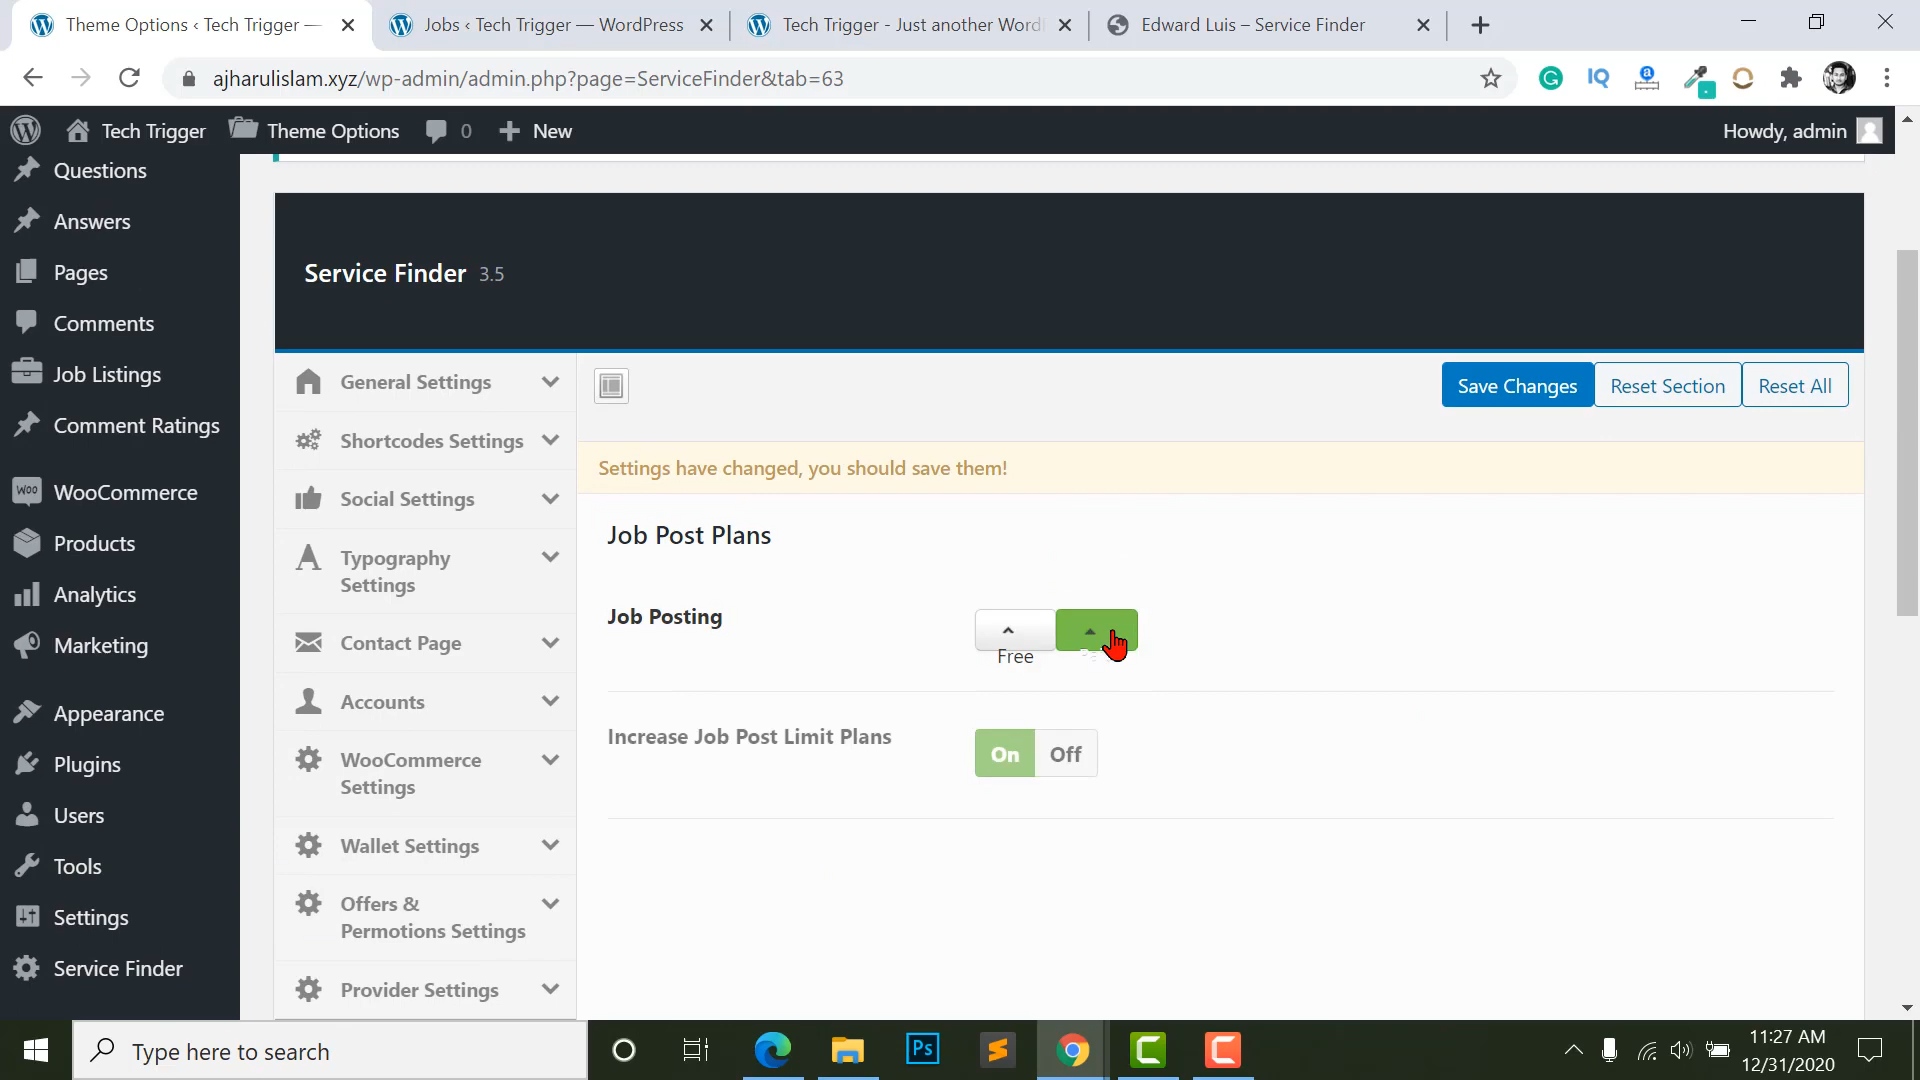 Theme Options ‹ Tech Trigger —
Jobs ‹ Tech Trigger — WordPress
Tech Trigger - Just another Word
Edward Luis – Service Finder
ajharulislam.xyz/wp-admin/admin.php?page=ServiceFinder&tab=63
Tech Trigger
Theme Options
0
New
Howdy, admin
Questions
Answers
Pages
Comments
Job Listings
Comment Ratings
WooCommerce
Products
Analytics
Marketing
Appearance
Plugins
Users
Tools
Settings
Service Finder
Service Finder 3.5
General Settings
Shortcodes Settings
Social Settings
Typography
Settings
Contact Page
Accounts
WooCommerce
Settings
Wallet Settings
Offers &
Permotions Settings
Provider Settings
Save Changes
Reset Section
Reset All
Settings have changed, you should save them!
Job Post Plans
Job Posting
Free
Increase Job Post Limit Plans
On
Off
Type here to search
11:27 AM
12/31/2020